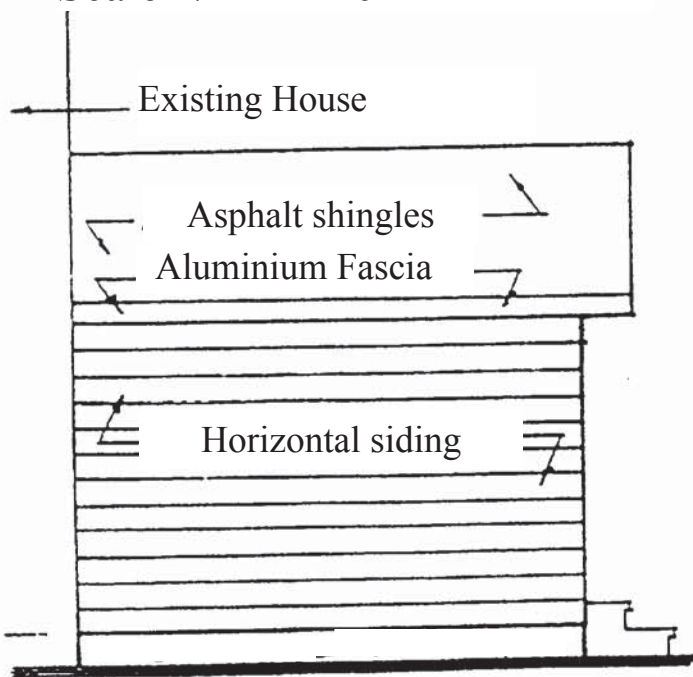 Existing House
Asphalt shingles
Aluminium Fascia
Horizontal siding